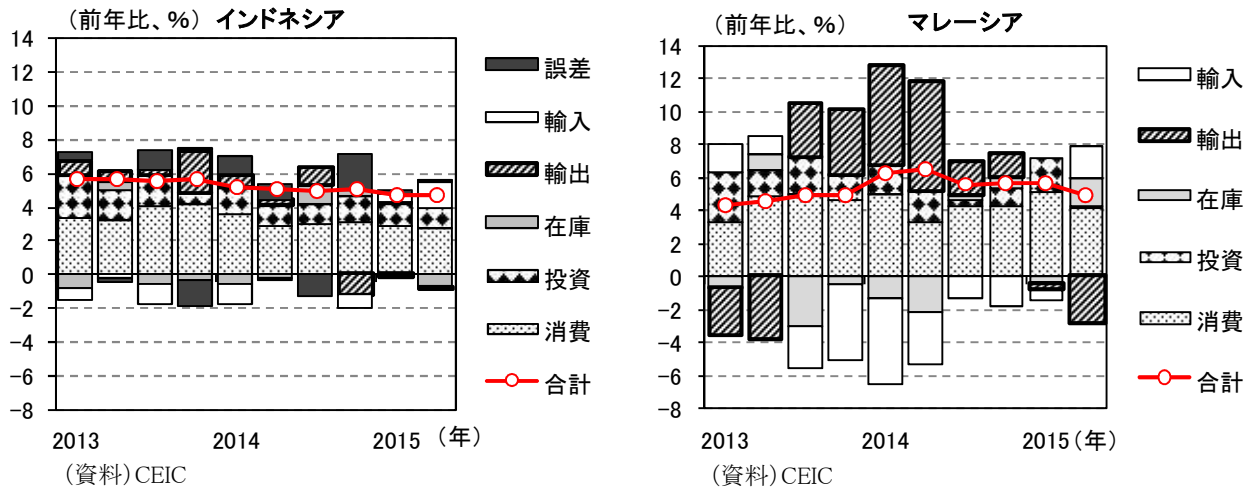 (前年比、%) インドネシア
14
12
10
8
6
4
2
0
−2
−4
−6
−8
2013 2014 2015 (年)
誤差
輸入
輸出
在庫
投資
消費
合計
(資料)CEIC
(前年比、%) マレーシア
14
12
10
8
6
4
2
0
−2
−4
−6
−8
2013 2014 2015(年)
輸入
輸出
在庫
投資
消費
合計
(資料)CEIC